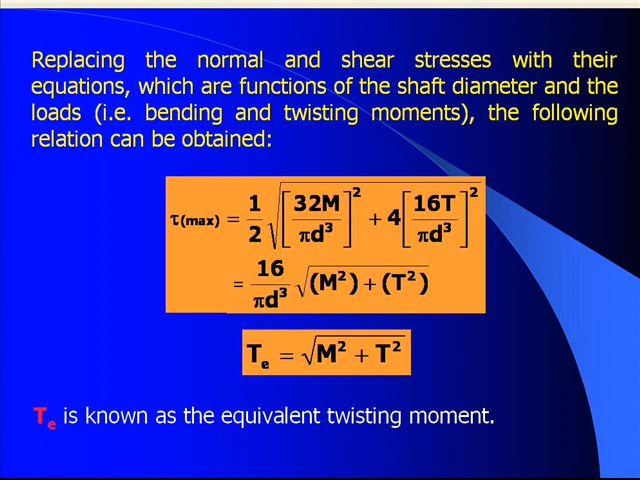 Replacing the normal and shear stresses with their
equations, which are functions of the shaft diameter and the
loads (i.e. bending and twisting moments), the following
relation can be obtained:
τ(max) = 1/2 √([32M/πd³]² + 4[16T/πd³]²)
= 16/πd³ √((M²) + (T²))
Tₑ = √(M² + T²)
Tₑ is known as the equivalent twisting moment.